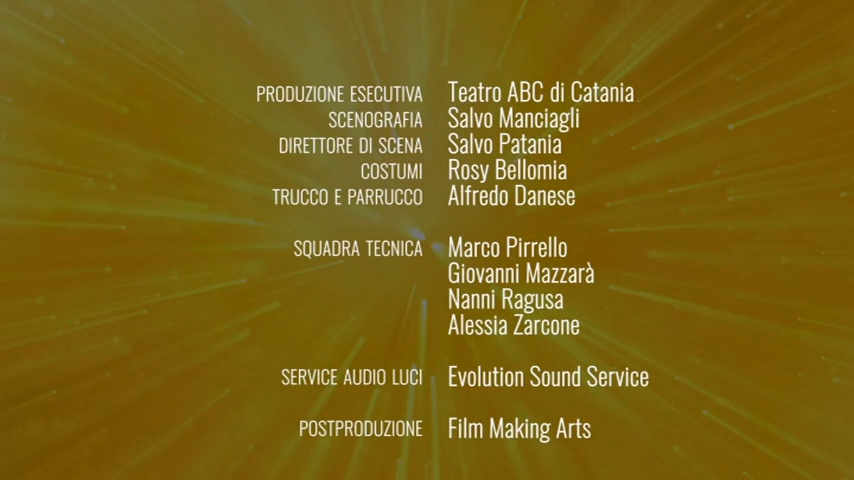 PRODUZIONE ESECUTIVA Teatro ABC di Catania
SCENOGRAFIA Salvo Manciagli
DIRETTORE DI SCENA Salvo Patania
COSTUMI Rosy Bellomia
TRUCCO E PARRUCCO Alfredo Danese
SQUADRA TECNICA Marco Pirrello
Giovanni Mazzarà
Nanni Ragusa
Alessia Zarcone
SERVICE AUDIO LUCI Evolution Sound Service
POSTPRODUZIONE Film Making Arts